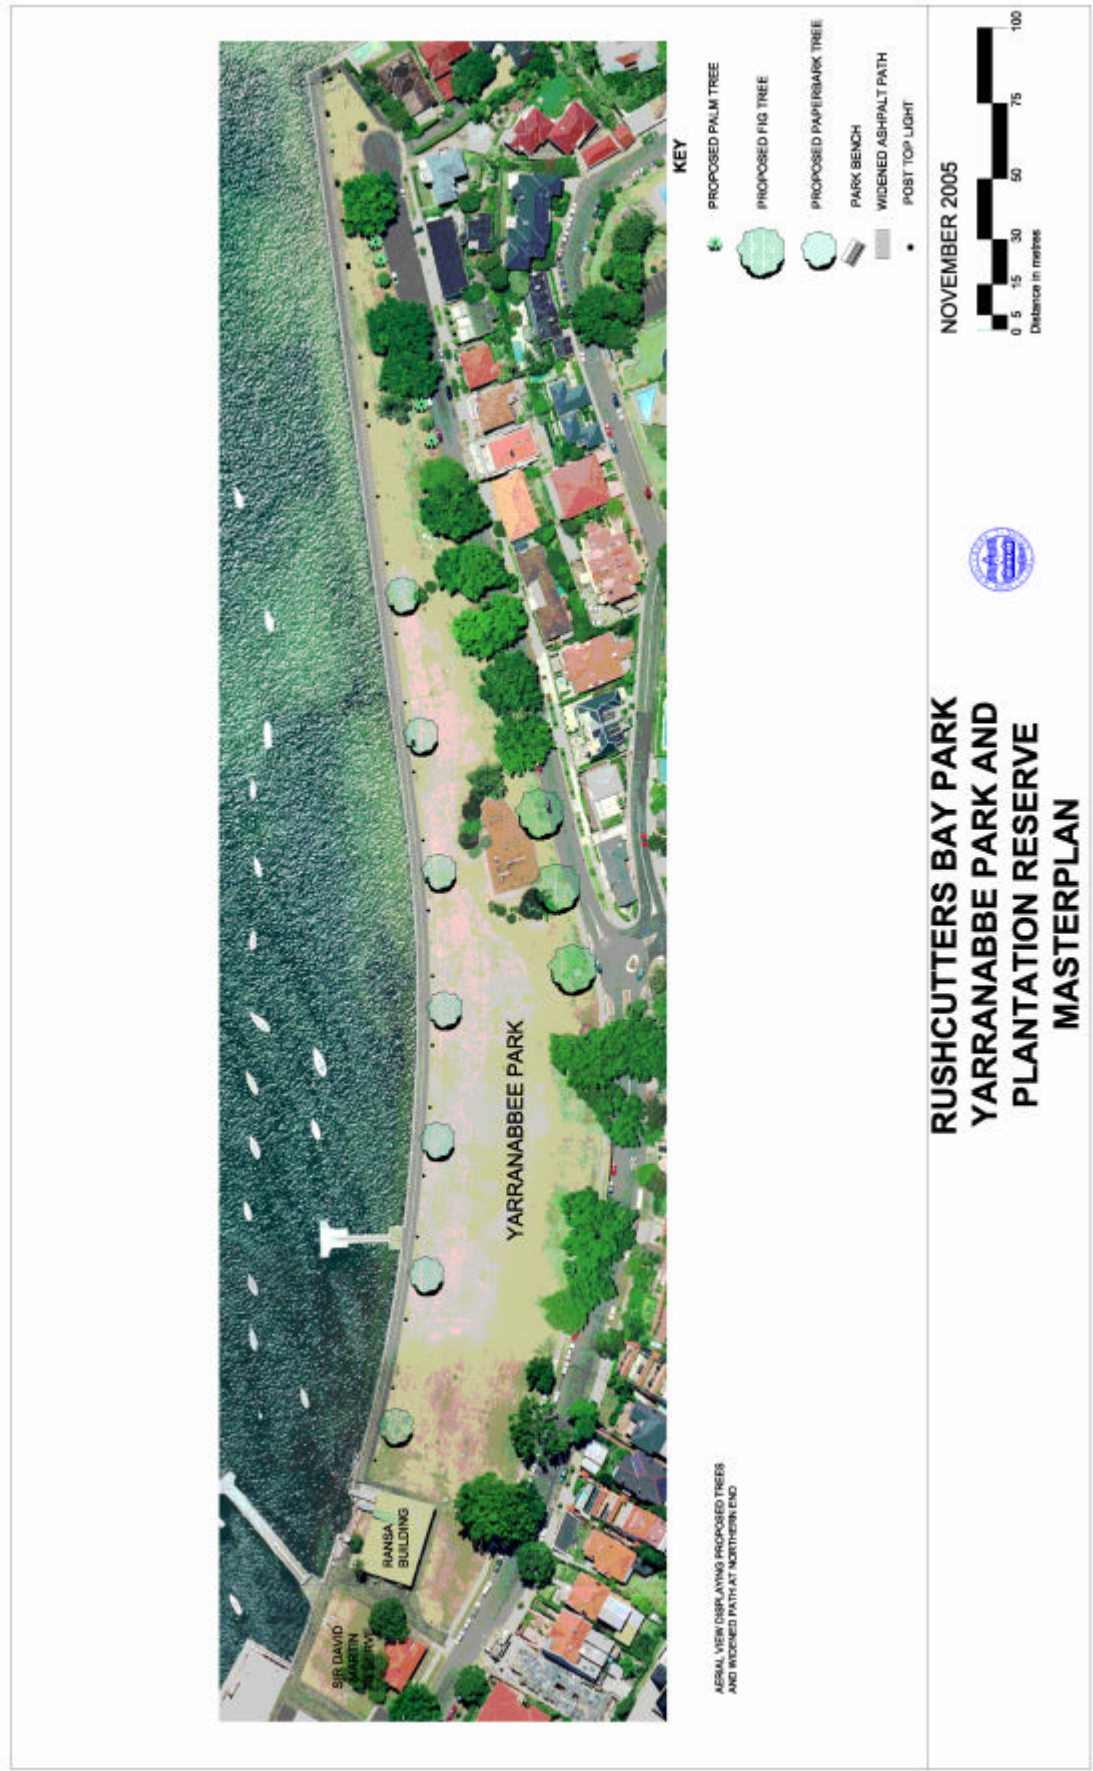 SIR DAVID
MARTIN
RESERVE
RANSA
BUILDING
YARRANABBEE PARK
AERIAL VIEW DISPLAYING PROPOSED TREES
AND WIDENED PATH AT NORTHERN END
KEY
PROPOSED PALM TREE
PROPOSED FIG TREE
PROPOSED PAPERBARK TREE
PARK BENCH
WIDENED ASHPALT PATH
POST TOP LIGHT
RUSHCUTTERS BAY PARK
YARRANABBE PARK AND
PLANTATION RESERVE
MASTERPLAN
NOVEMBER 2005
0 5 15 30 50 75 100
Distance in metres